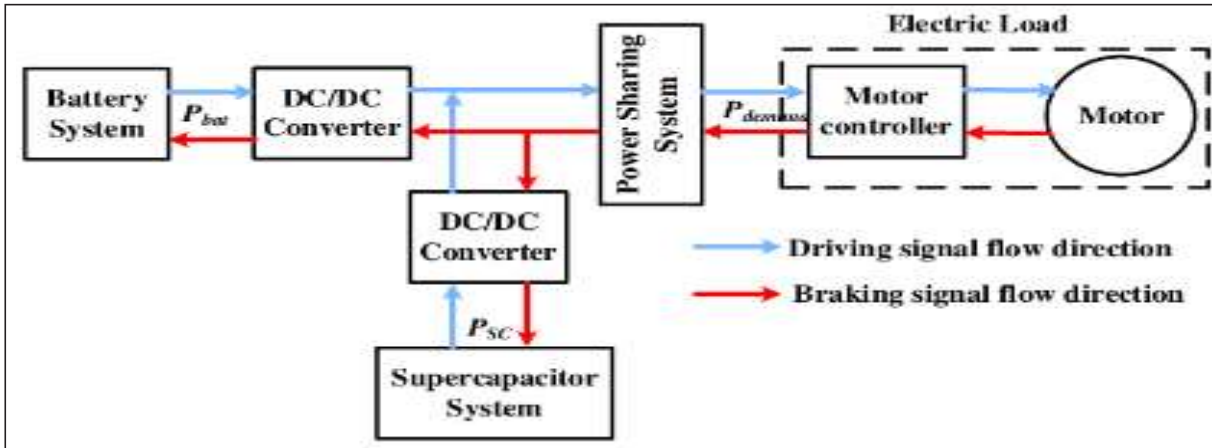 Electric Load
Battery
System
P_bat
DC/DC
Converter
Power Sharing
System
P_demans
Motor
controller
Motor
DC/DC
Converter
Driving signal flow direction
Braking signal flow direction
P_SC
Supercapacitor
System